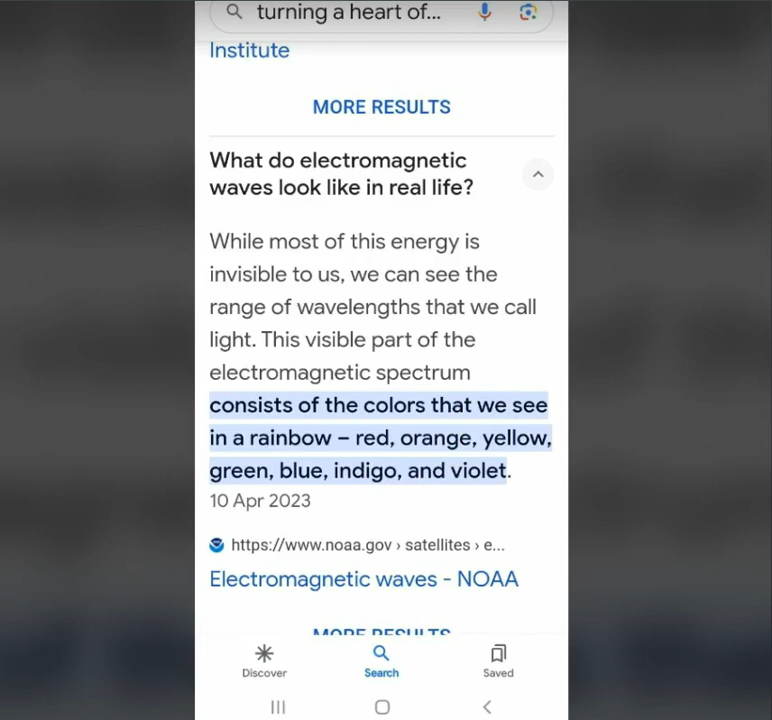 turning a heart of...
Institute
MORE RESULTS
What do electromagnetic
waves look like in real life?
While most of this energy is
invisible to us, we can see the
range of wavelengths that we call
light. This visible part of the
electromagnetic spectrum
consists of the colors that we see
in a rainbow – red, orange, yellow,
green, blue, indigo, and violet.
10 Apr 2023
https://www.noaa.gov › satellites › e...
Electromagnetic waves - NOAA
MORE RESULTS
Discover
Search
Saved